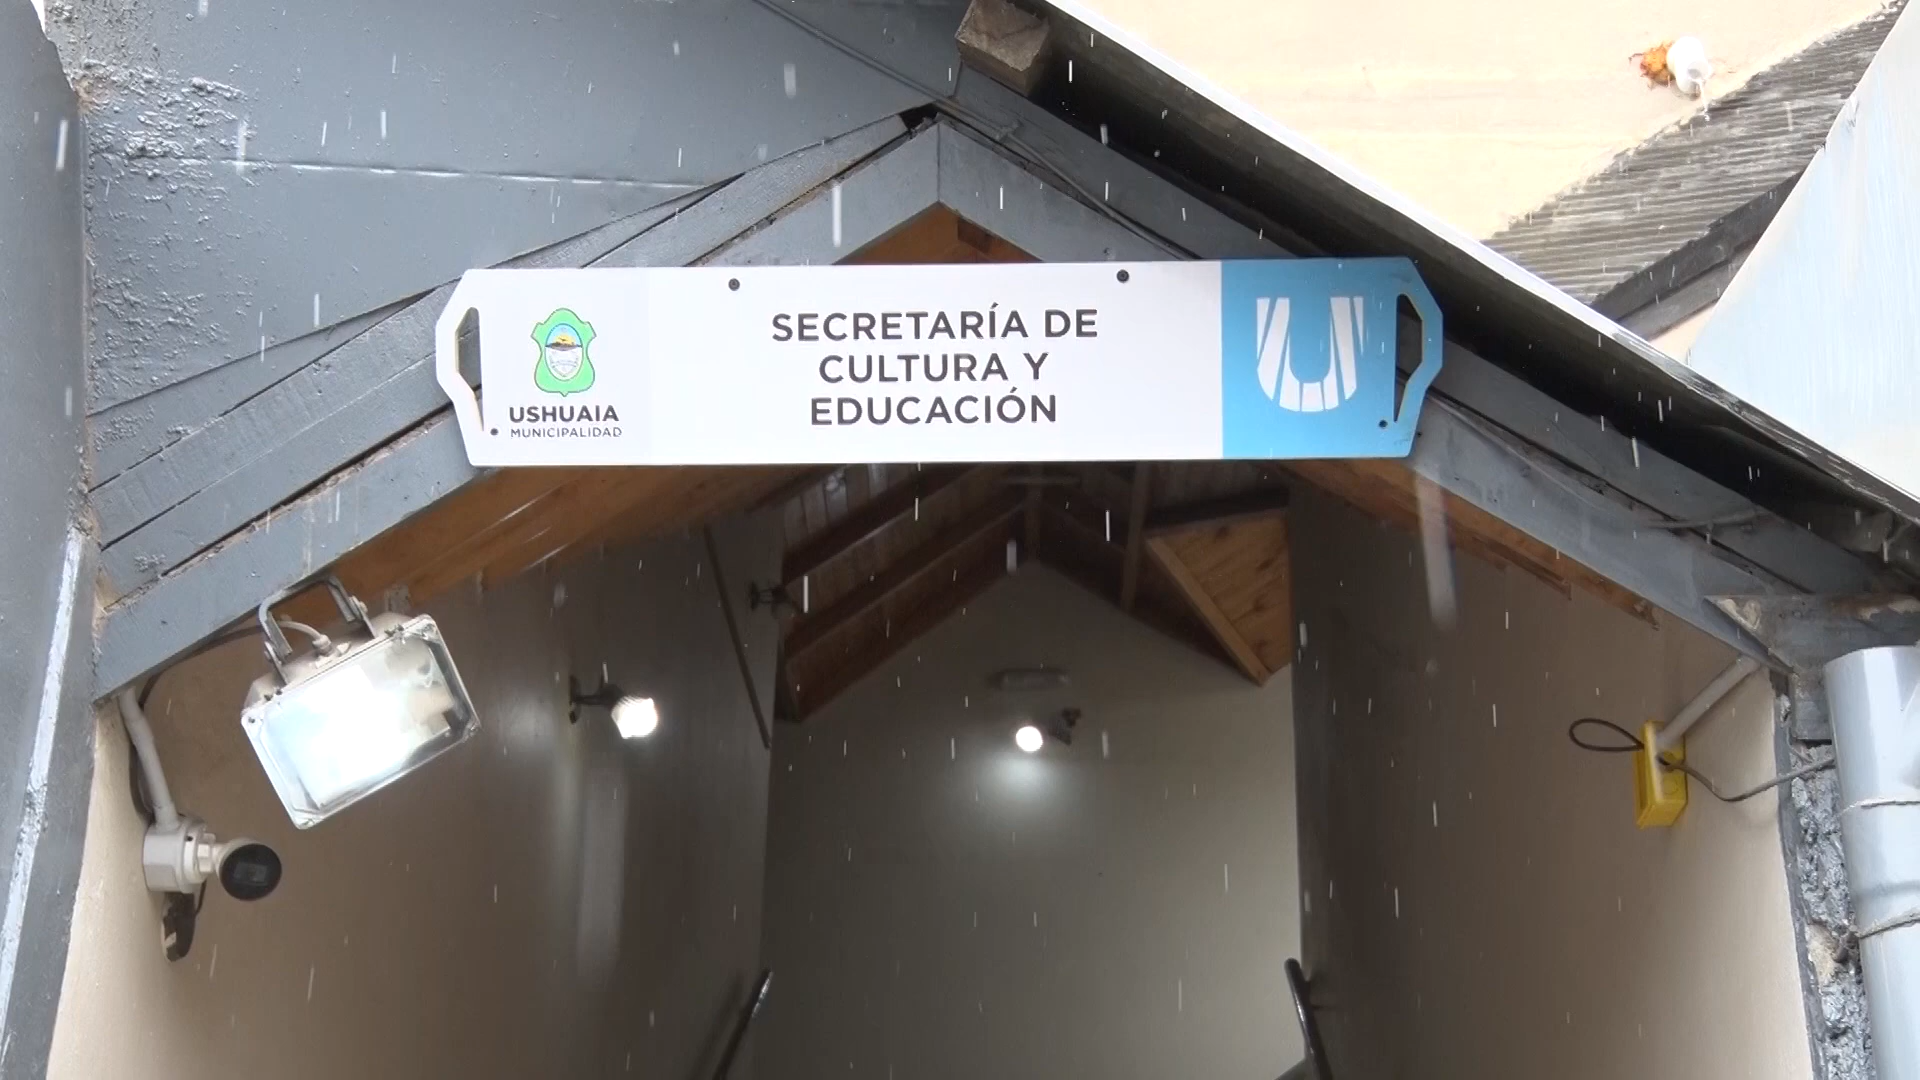 USHUAIA
MUNICIPALIDAD
SECRETARÍA DE
CULTURA Y
EDUCACIÓN
U